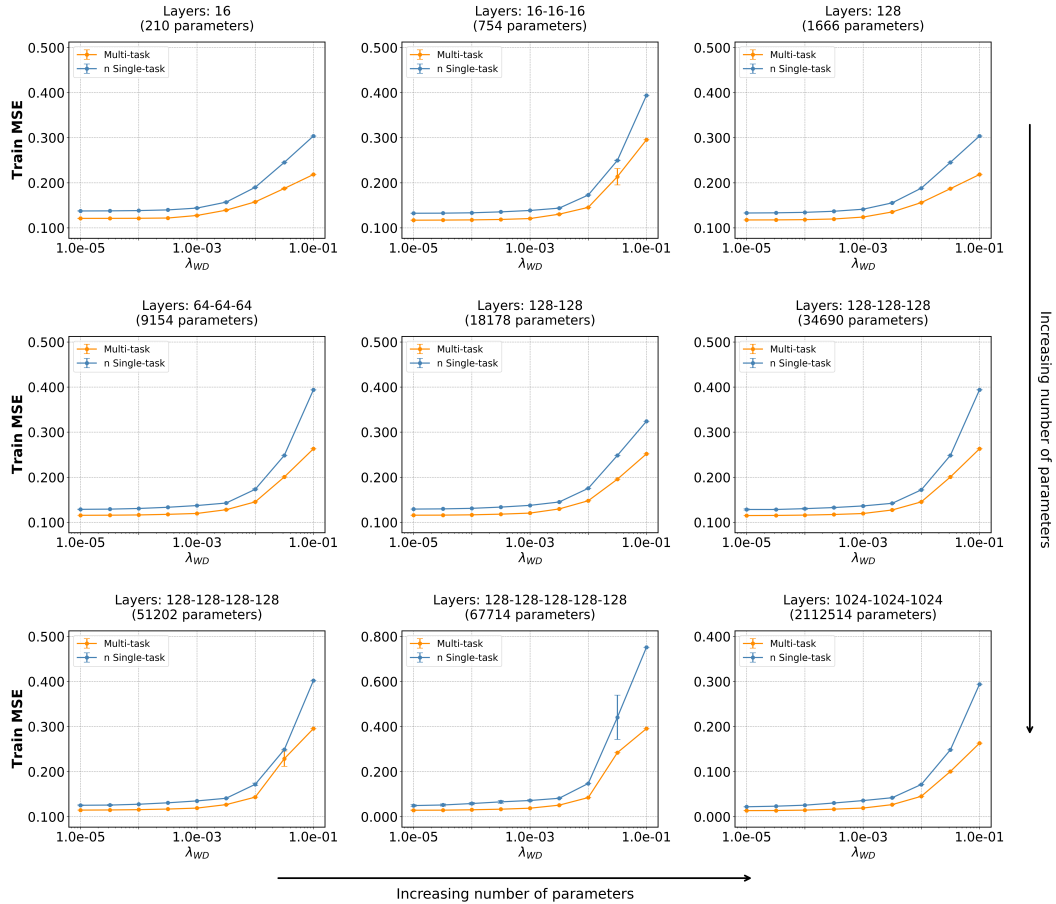 Layers: 16
(210 parameters)
0.500
0.400
0.300
0.200
0.100
Train MSE
Multi-task
n Single-task
1.0e-05
1.0e-03
1.0e-01
λWD
Layers: 16-16-16
(754 parameters)
0.500
0.400
0.300
0.200
0.100
Multi-task
n Single-task
1.0e-05
1.0e-03
1.0e-01
λWD
Layers: 128
(1666 parameters)
0.500
0.400
0.300
0.200
0.100
Multi-task
n Single-task
1.0e-05
1.0e-03
1.0e-01
λWD
Layers: 64-64-64
(9154 parameters)
0.500
0.400
0.300
0.200
0.100
Train MSE
Multi-task
n Single-task
1.0e-05
1.0e-03
1.0e-01
λWD
Layers: 128-128
(18178 parameters)
0.500
0.400
0.300
0.200
0.100
Multi-task
n Single-task
1.0e-05
1.0e-03
1.0e-01
λWD
Layers: 128-128-128
(34690 parameters)
0.500
0.400
0.300
0.200
0.100
Multi-task
n Single-task
1.0e-05
1.0e-03
1.0e-01
λWD
Layers: 128-128-128-128
(51202 parameters)
0.500
0.400
0.300
0.200
0.100
Train MSE
Multi-task
n Single-task
1.0e-05
1.0e-03
1.0e-01
λWD
Layers: 128-128-128-128-128
(67714 parameters)
0.800
0.600
0.400
0.200
0.000
Multi-task
n Single-task
1.0e-05
1.0e-03
1.0e-01
λWD
Layers: 1024-1024-1024
(2112514 parameters)
0.400
0.300
0.200
0.100
0.000
Multi-task
n Single-task
1.0e-05
1.0e-03
1.0e-01
λWD
Increasing number of parameters
Increasing number of parameters